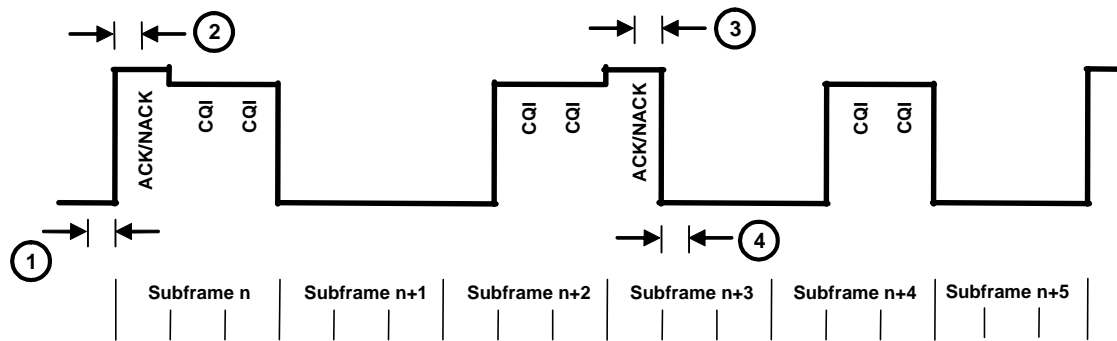 2
3
ACK/NACK
CQI
CQI
CQI
CQI
ACK/NACK
CQI
CQI
1
4
Subframe n
Subframe n+1
Subframe n+2
Subframe n+3
Subframe n+4
Subframe n+5